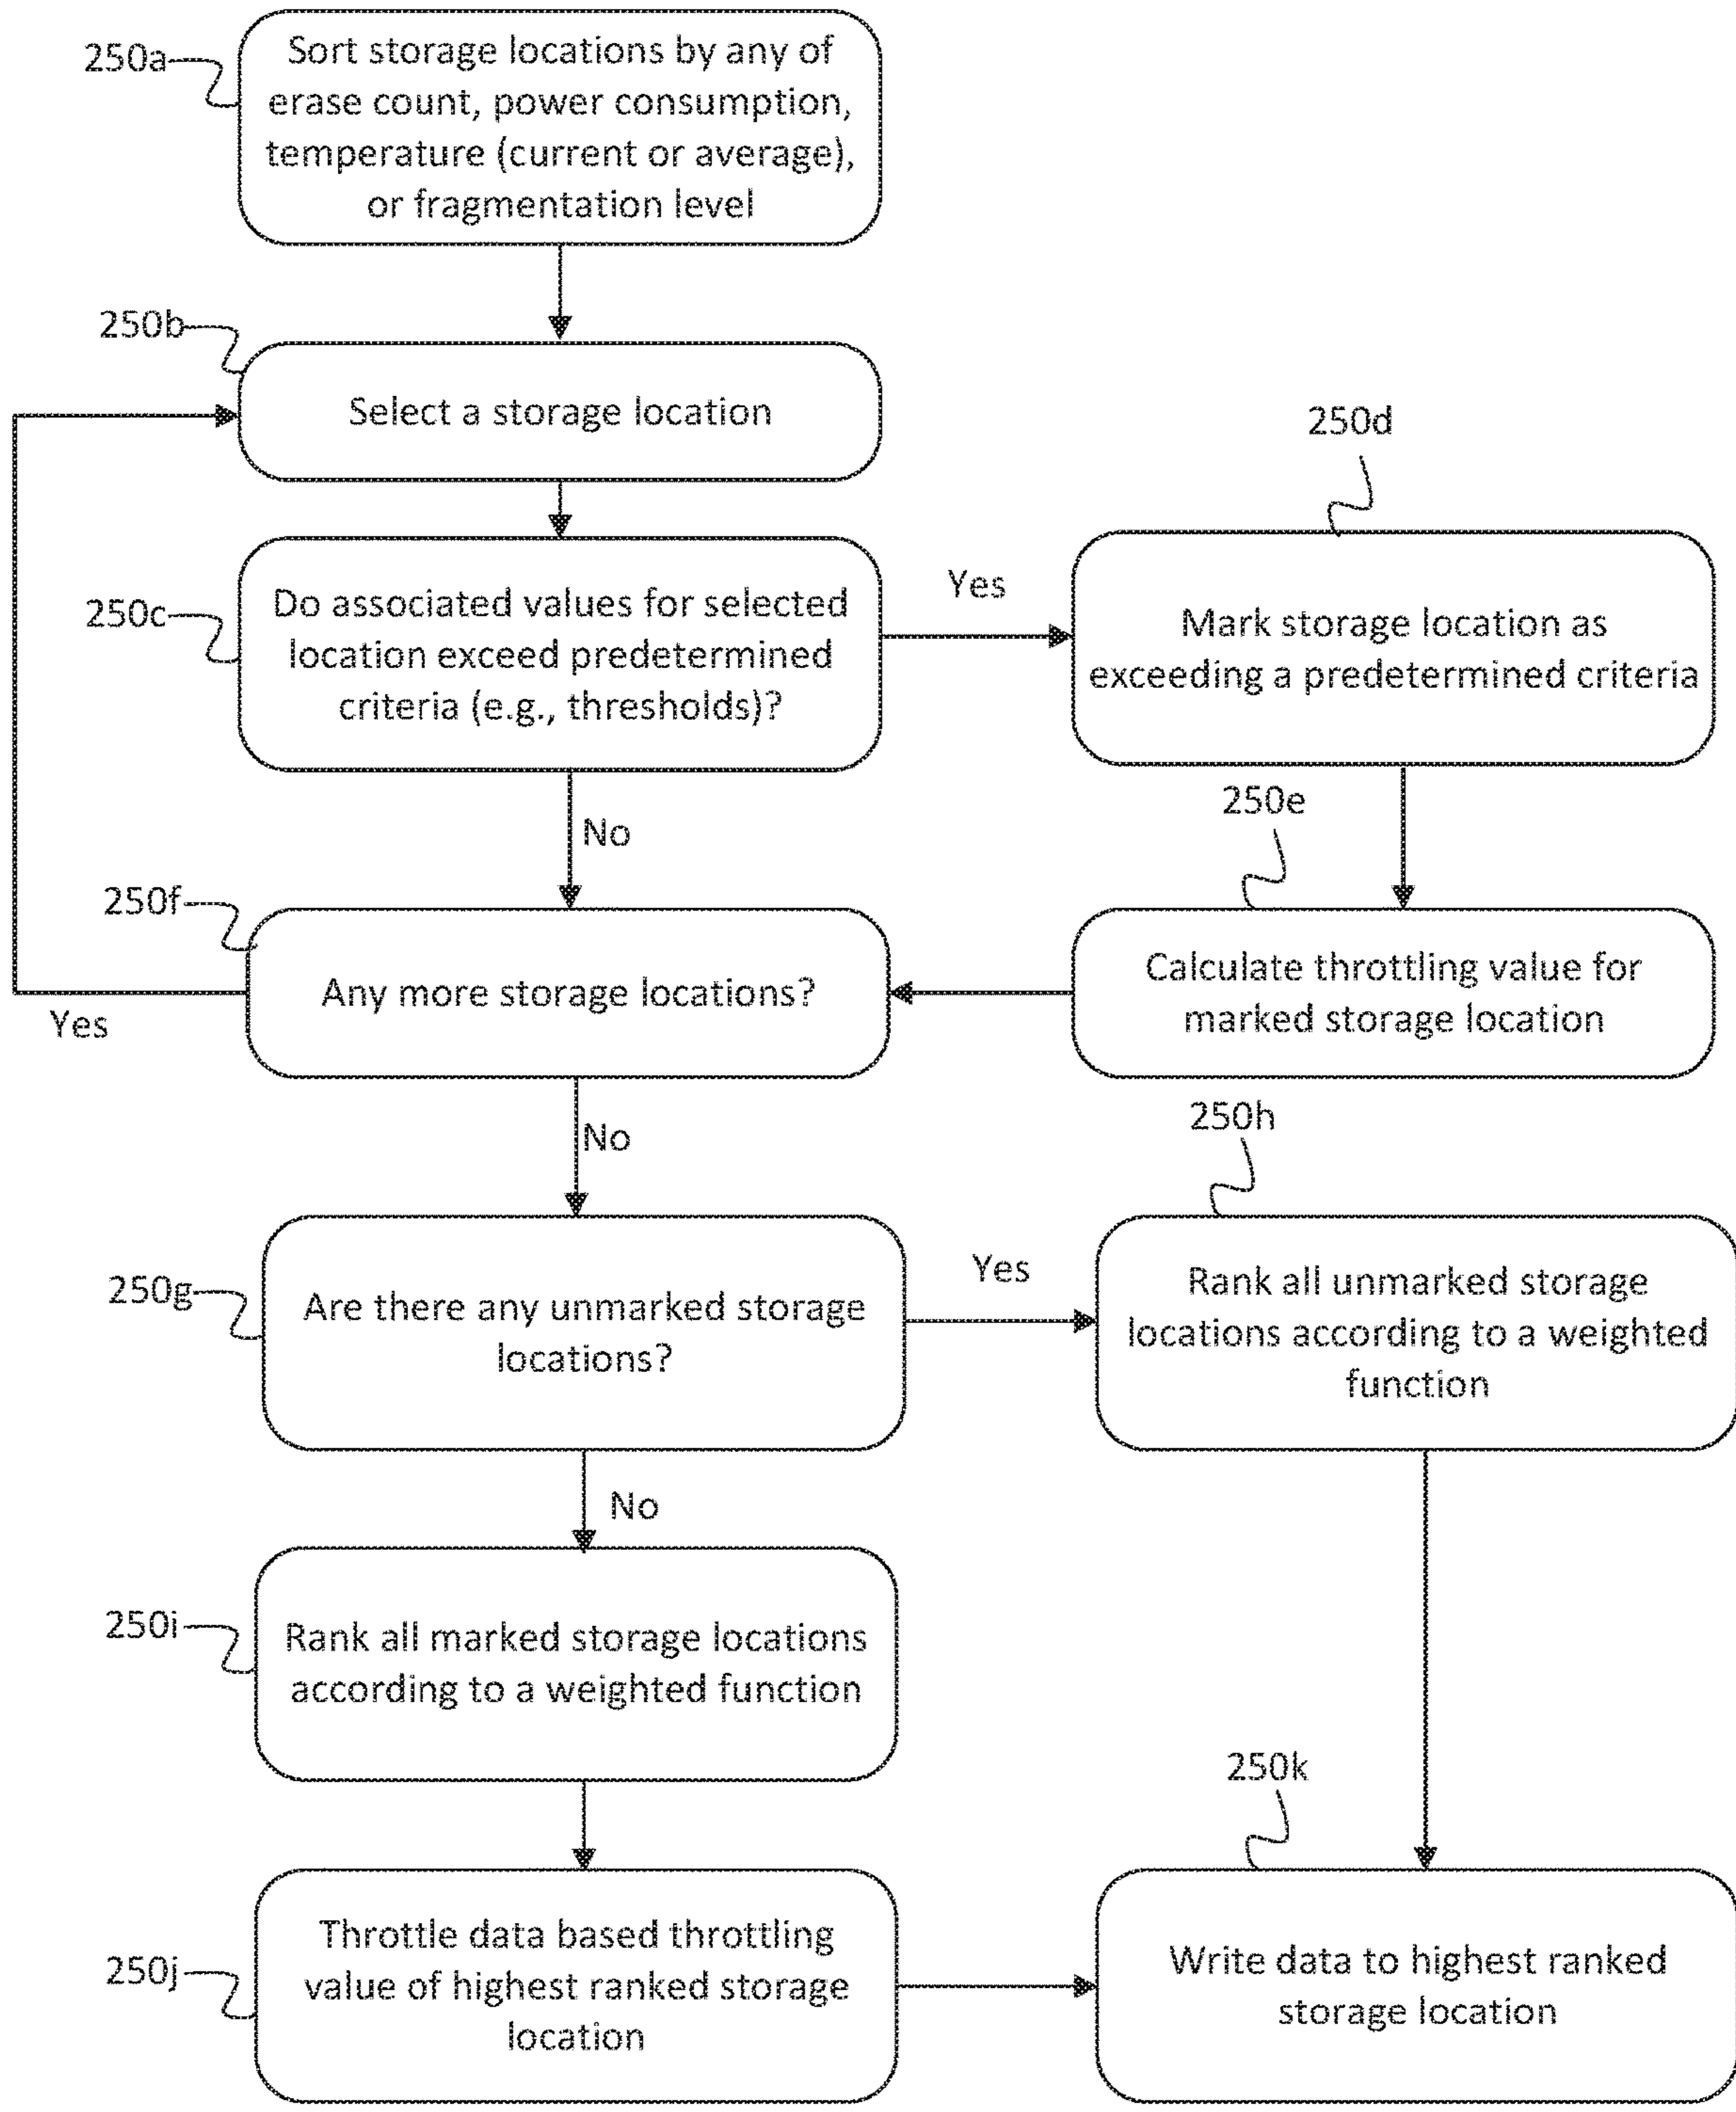 250a
Sort storage locations by any of
erase count, power consumption,
temperature (current or average),
or fragmentation level
250b
Select a storage location
250c
Do associated values for selected
location exceed predetermined
criteria (e.g., thresholds)?
Yes
250d
Mark storage location as
exceeding a predetermined criteria
No
250e
Calculate throttling value for
marked storage location
250f
Any more storage locations?
Yes
No
250g
Are there any unmarked storage
locations?
Yes
250h
Rank all unmarked storage
locations according to a weighted
function
No
250i
Rank all marked storage locations
according to a weighted function
250j
Throttle data based throttling
value of highest ranked storage
location
250k
Write data to highest ranked
storage location